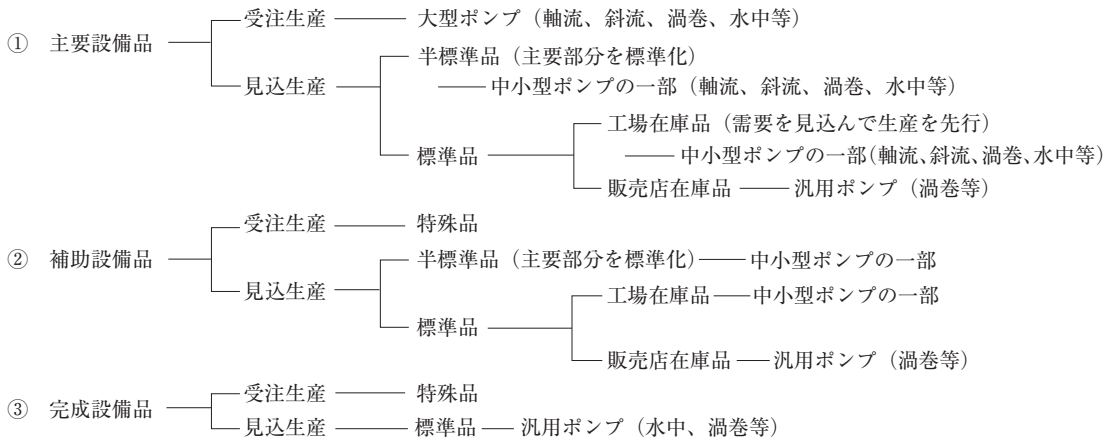 ① 主要設備品
受注生産 大型ポンプ（軸流、斜流、渦巻、水中等）
見込生産
半標準品（主要部分を標準化）
中小型ポンプの一部（軸流、斜流、渦巻、水中等）
標準品
工場在庫品（需要を見込んで生産を先行）
中小型ポンプの一部（軸流、斜流、渦巻、水中等）
販売店在庫品 汎用ポンプ（渦巻等）
② 補助設備品
受注生産 特殊品
見込生産
半標準品（主要部分を標準化） 中小型ポンプの一部
標準品
工場在庫品 中小型ポンプの一部
販売店在庫品 汎用ポンプ（渦巻等）
③ 完成設備品
受注生産 特殊品
見込生産 標準品 汎用ポンプ（水中、渦巻等）